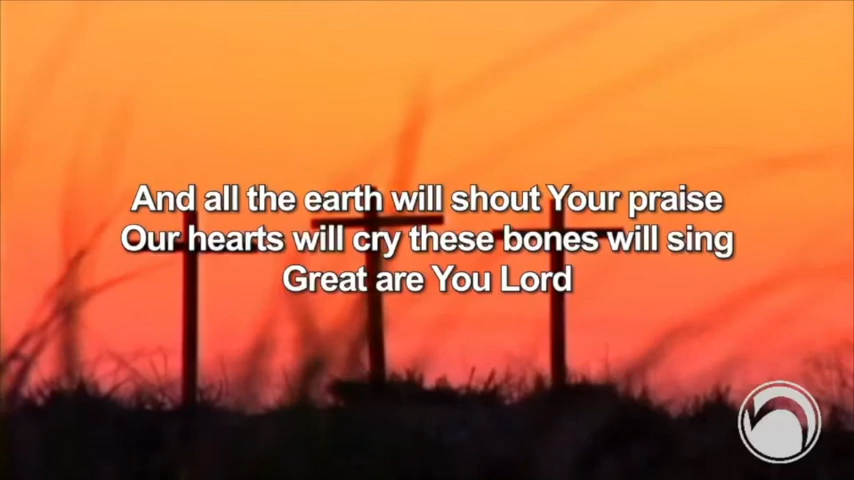 And all the earth will shout Your praise
Our hearts will cry these bones will sing
Great are You Lord